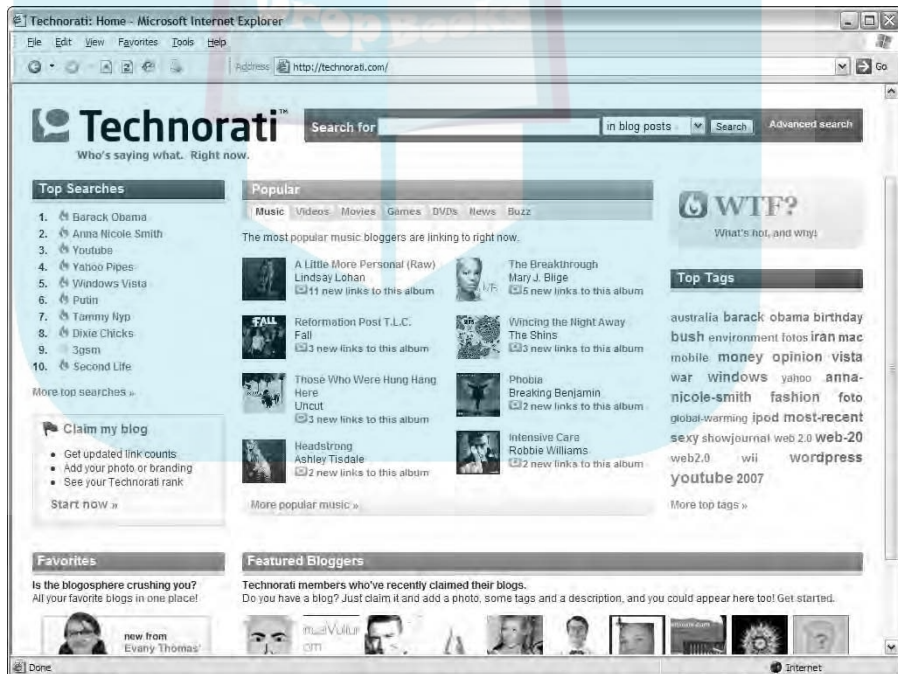 Technorati: Home - Microsoft Internet Explorer
File Edit View Favorites Tools Help
Address http://technorati.com/ Go
DropBooks
Technorati™
Who's saying what. Right now.
Search for in blog posts Search Advanced search
Top Searches
1. Barack Obama
2. Anna Nicole Smith
3. Youtube
4. Yahoo Pipes
5. Windows Vista
6. Putin
7. Tammy Nyp
8. Dixie Chicks
9. 3gsm
10. Second Life
More top searches »
Claim my blog
• Get updated link counts
• Add your photo or branding
• See your Technorati rank
Start now »
Popular
Music Videos Movies Games DVDs News Buzz
The most popular music bloggers are linking to right now.
A Little More Personal (Raw)
Lindsay Lohan
11 new links to this album
The Breakthrough
Mary J. Blige
5 new links to this album
FALL
Reformation Post T.L.C.
Fall
3 new links to this album
Wincing the Night Away
The Shins
3 new links to this album
Those Who Were Hung Hang
Here
Uncut
3 new links to this album
Phobia
Breaking Benjamin
2 new links to this album
Headstrong
Ashley Tisdale
2 new links to this album
Intensive Care
Robbie Williams
2 new links to this album
More popular music »
WTF?
What's hot, and why!
Top Tags
australia barack obama birthday
bush environment fotos iran mac
mobile money opinion vista
war windows yahoo anna-
nicole-smith fashion foto
global-warming ipod most-recent
sexy showjournal web 2.0 web-20
web2.0 wii wordpress
youtube 2007
More top tags »
Favorites
Is the blogosphere crushing you?
All your favorite blogs in one place!
new from
Evany Thomas'
Featured Bloggers
Technorati members who've recently claimed their blogs.
Do you have a blog? Just claim it and add a photo, some tags and a description, and you could appear here too! Get started.
Done Internet